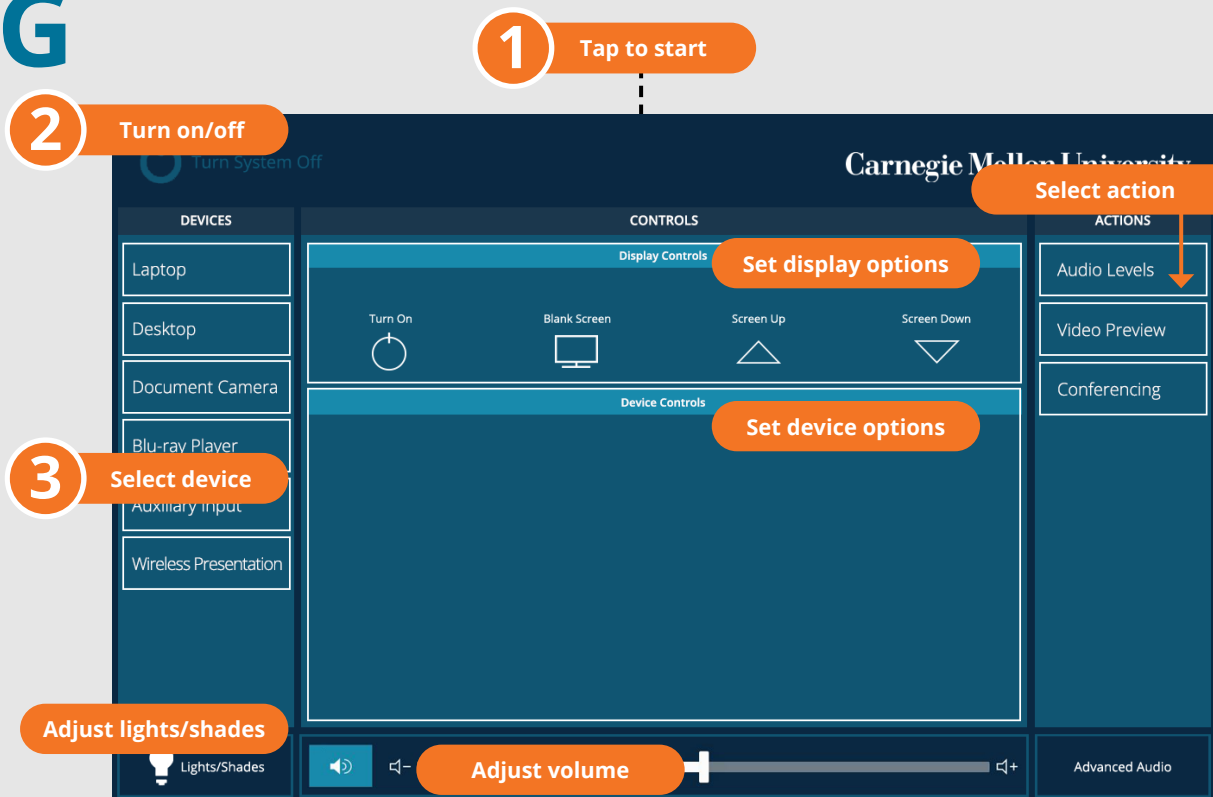 G
1 Tap to start
2 Turn on/off
Turn System Off
Carnegie Mellon University
Select action
DEVICES
CONTROLS
ACTIONS
Laptop
Desktop
Document Camera
Blu-ray Player
3 Select device
Auxiliary Input
Wireless Presentation
Display Controls
Set display options
Turn On
Blank Screen
Screen Up
Screen Down
Device Controls
Set device options
Audio Levels
Video Preview
Conferencing
Adjust lights/shades
Lights/Shades
Adjust volume
Advanced Audio